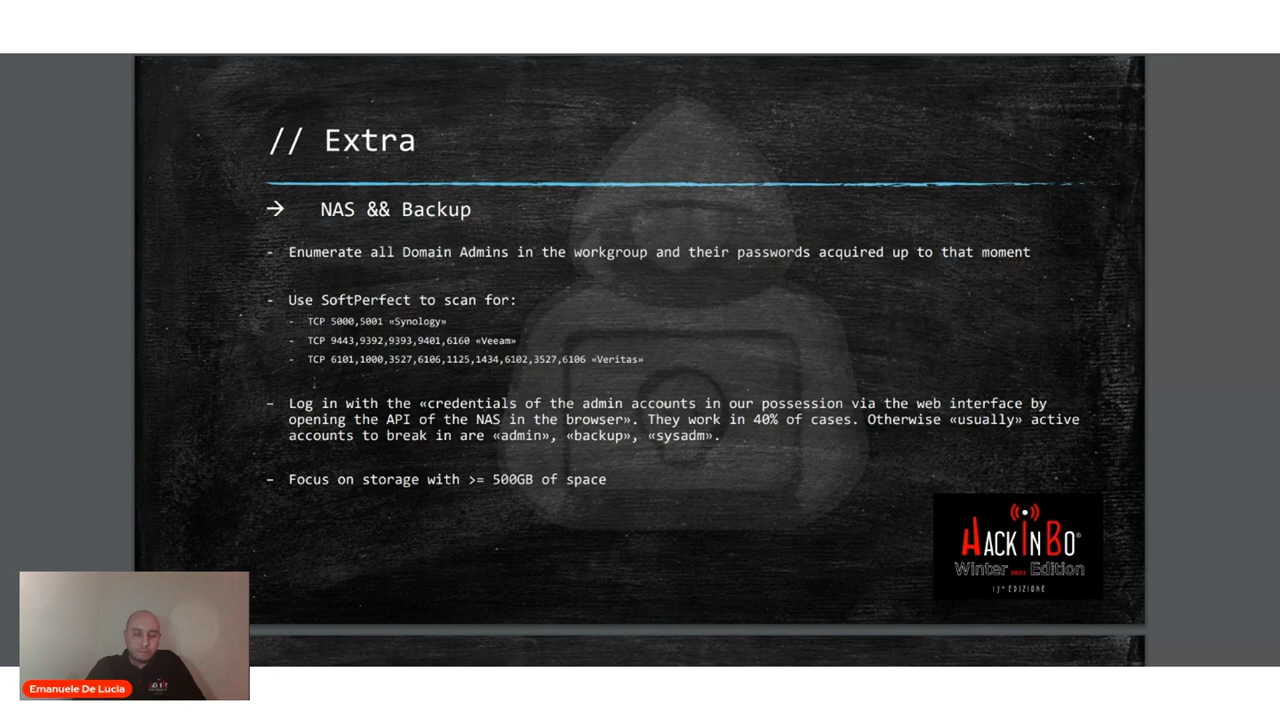 // Extra
→ NAS && Backup
- Enumerate all Domain Admins in the workgroup and their passwords acquired up to that moment
- Use SoftPerfect to scan for:
- TCP 5000,5001 «Synology»
- TCP 9443,9392,9393,9401,6160 «Veeam»
- TCP 6101,1000,3527,6106,1125,1434,6102,3527,6106 «Veritas»
– Log in with the «credentials of the admin accounts in our possession via the web interface by
opening the API of the NAS in the browser». They work in 40% of cases. Otherwise «usually» active
accounts to break in are «admin», «backup», «sysadm».
– Focus on storage with >= 500GB of space
HACKINBO®
Winter 2021 Edition
17ª EDIZIONE
Emanuele De Lucia